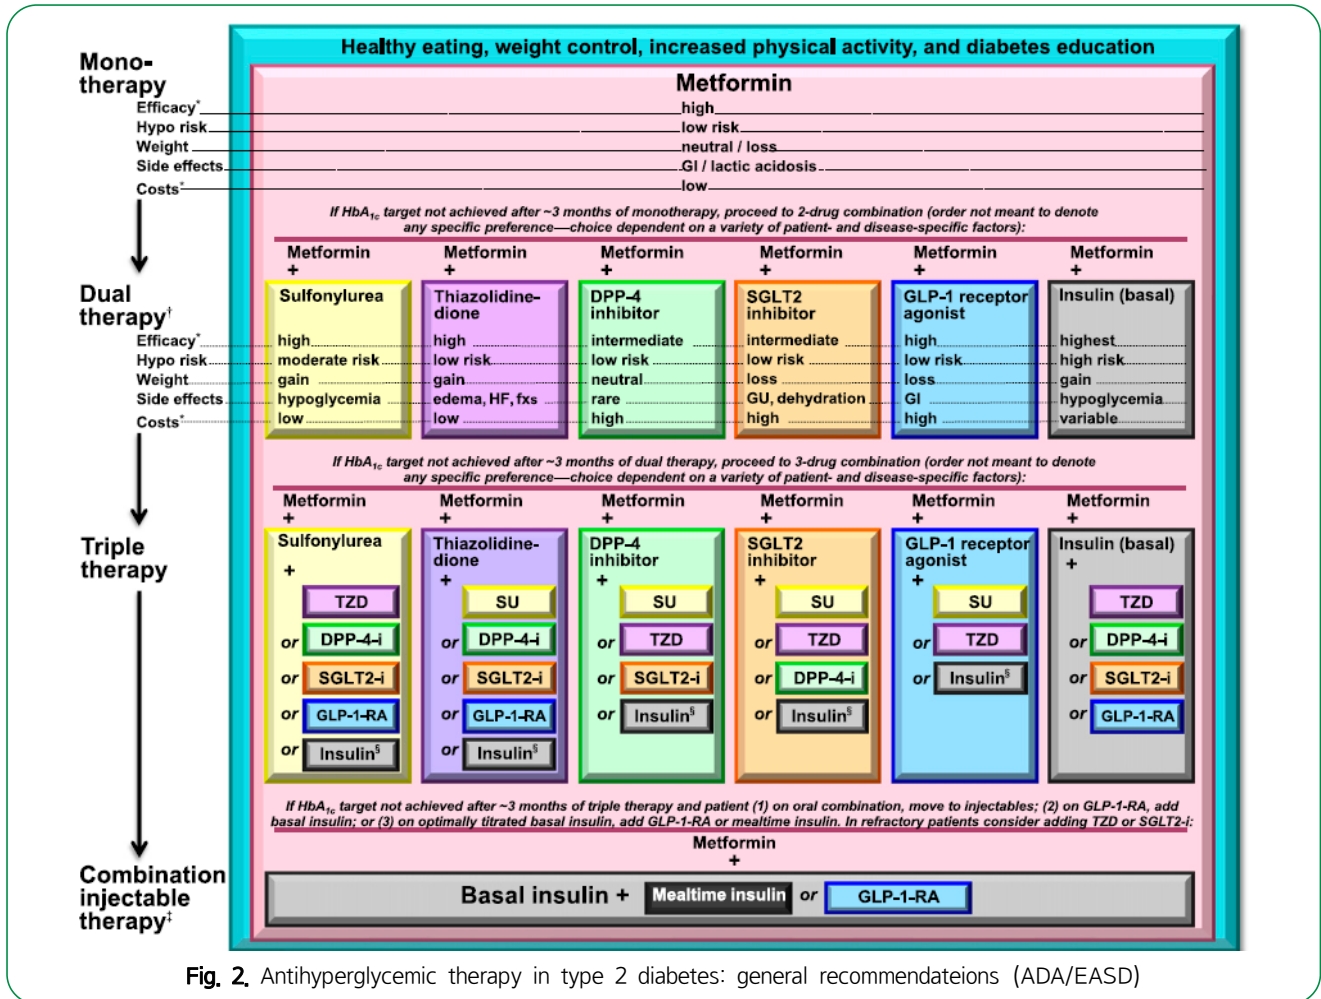 Healthy eating, weight control, increased physical activity, and diabetes education
Mono-
therapy
Metformin
Efficacy* high
Hypo risk low risk
Weight neutral / loss
Side effects GI / lactic acidosis
Costs* low
If HbA1c target not achieved after ~3 months of monotherapy, proceed to 2-drug combination (order not meant to denote
any specific preference—choice dependent on a variety of patient- and disease-specific factors):
Metformin Metformin Metformin Metformin Metformin Metformin
+ + + + + +
Dual
therapy†
Sulfonylurea
Thiazolidine-
dione
DPP-4
inhibitor
SGLT2
inhibitor
GLP-1 receptor
agonist
Insulin (basal)
Efficacy* high high intermediate intermediate high highest
Hypo risk moderate risk low risk low risk low risk low risk high risk
Weight gain gain neutral loss loss gain
Side effects hypoglycemia edema, HF, fxs rare GU, dehydration GI hypoglycemia
Costs* low low high high high variable
If HbA1c target not achieved after ~3 months of dual therapy, proceed to 3-drug combination (order not meant to denote
any specific preference—choice dependent on a variety of patient- and disease-specific factors):
Metformin Metformin Metformin Metformin Metformin Metformin
+ + + + + +
Triple
therapy
Sulfonylurea
+
TZD
or DPP-4-i
or SGLT2-i
or GLP-1-RA
or Insulin§
Thiazolidine-
dione
+
SU
or DPP-4-i
or SGLT2-i
or GLP-1-RA
or Insulin§
DPP-4
inhibitor
+
SU
or TZD
or SGLT2-i
or Insulin§
SGLT2
inhibitor
+
SU
or TZD
or DPP-4-i
or Insulin§
GLP-1 receptor
agonist
+
SU
or TZD
or Insulin§
Insulin (basal)
+
TZD
or DPP-4-i
or SGLT2-i
or GLP-1-RA
If HbA1c target not achieved after ~3 months of triple therapy and patient (1) on oral combination, move to injectables; (2) on GLP-1-RA, add
basal insulin; or (3) on optimally titrated basal insulin, add GLP-1-RA or mealtime insulin. In refractory patients consider adding TZD or SGLT2-i:
Metformin
+
Combination
injectable
therapy‡
Basal insulin + Mealtime insulin or GLP-1-RA
Fig. 2. Antihyperglycemic therapy in type 2 diabetes: general recommendateions (ADA/EASD)